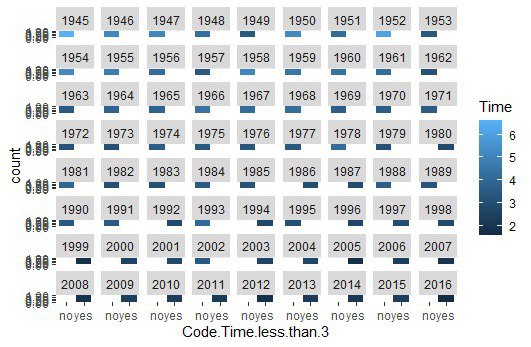 1945 1946 1947 1948 1949 1950 1951 1952 1953
1954 1955 1956 1957 1958 1959 1960 1961 1962
1963 1964 1965 1966 1967 1968 1969 1970 1971
1972 1973 1974 1975 1976 1977 1978 1979 1980
1981 1982 1983 1984 1985 1986 1987 1988 1989
1990 1991 1992 1993 1994 1995 1996 1997 1998
1999 2000 2001 2002 2003 2004 2005 2006 2007
2008 2009 2010 2011 2012 2013 2014 2015 2016
noyes noyes noyes noyes noyes noyes noyes noyes noyes
Code.Time.less.than.3
count
Time
6
5
4
3
2